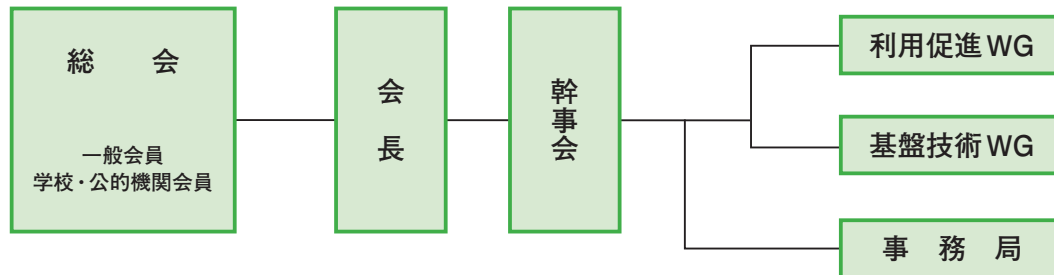 総　会
一般会員
学校・公的機関会員
会長
幹事会
利用促進WG
基盤技術WG
事　務　局